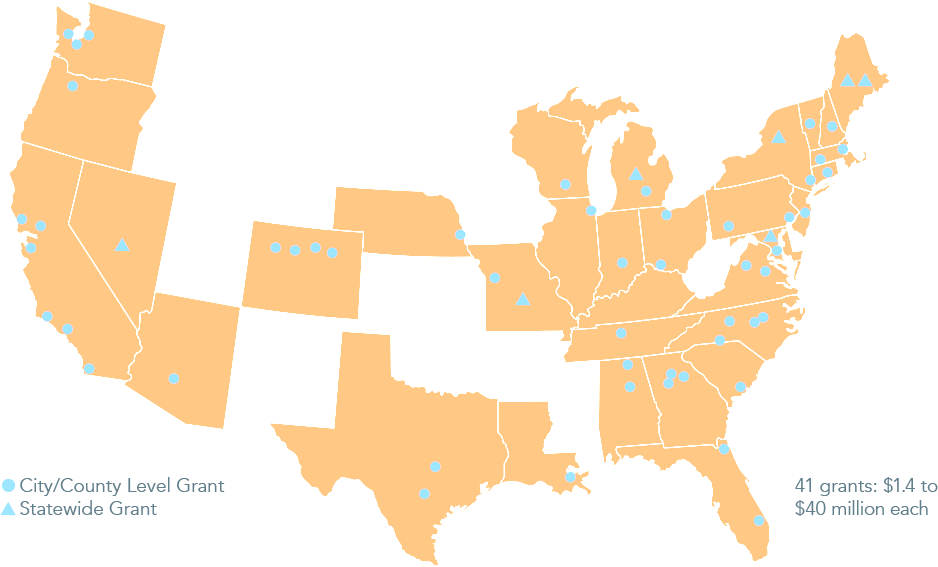 City/County Level Grant
Statewide Grant
41 grants: $1.4 to
$40 million each